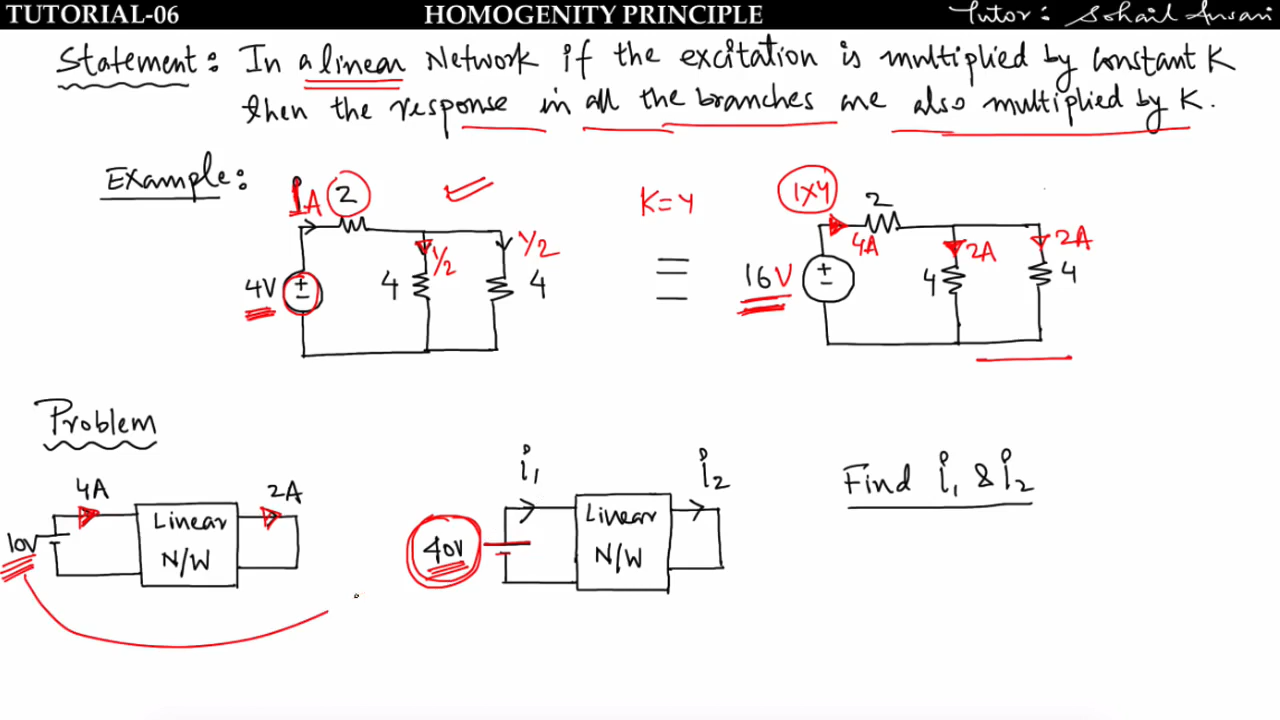 TUTORIAL-06 HOMOGENITY PRINCIPLE Tutor: Sohail Ansari
Statement: In a linear Network if the excitation is multiplied by constant K
then the response in all the branches are also multiplied by K.
Example:
1A 2
4V + -
1/2
4
1/2
4
K=4
1x4
2
4A
16V + -
2A
4
2A
4
Problem
4A
2A
10V
Linear
N/W
i1
i2
40V
Linear
N/W
Find i1 & i2